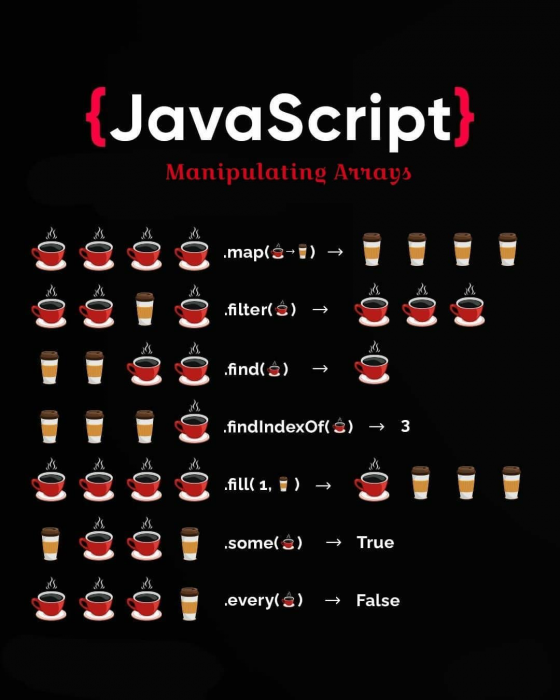 {JavaScript}
Manipulating Arrays
.map( → ) →
.filter( ) →
.find( ) →
.findIndexOf( ) → 3
.fill( 1, ) →
.some( ) → True
.every( ) → False